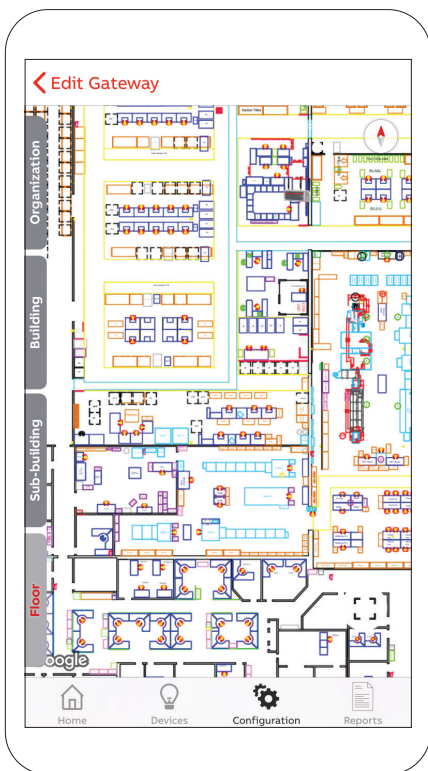 Edit Gateway
Organization
Building
Sub-building
Floor
oogle
Home
Devices
Configuration
Reports